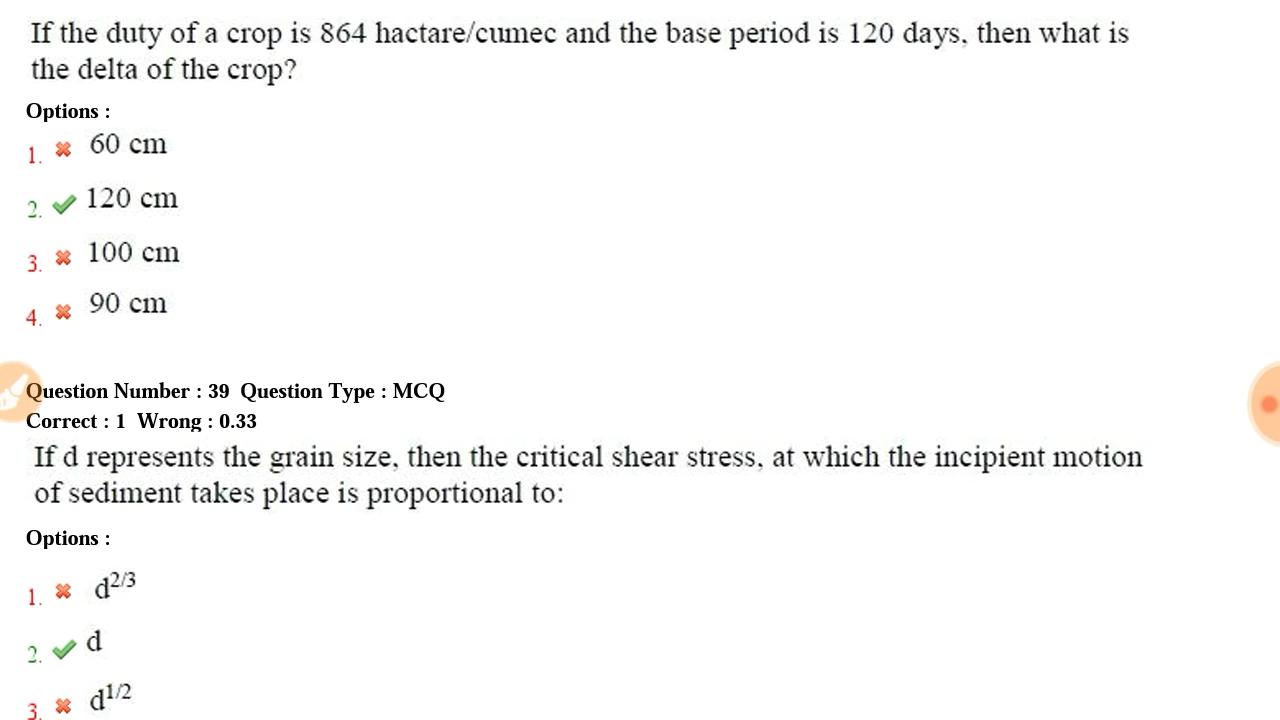 If the duty of a crop is 864 hactare/cumec and the base period is 120 days, then what is
the delta of the crop?
Options :
1. 60 cm
2. 120 cm
3. 100 cm
4. 90 cm
Question Number : 39 Question Type : MCQ
Correct : 1 Wrong : 0.33
If d represents the grain size, then the critical shear stress, at which the incipient motion
of sediment takes place is proportional to:
Options :
1. d^2/3
2. d
3. d^1/2